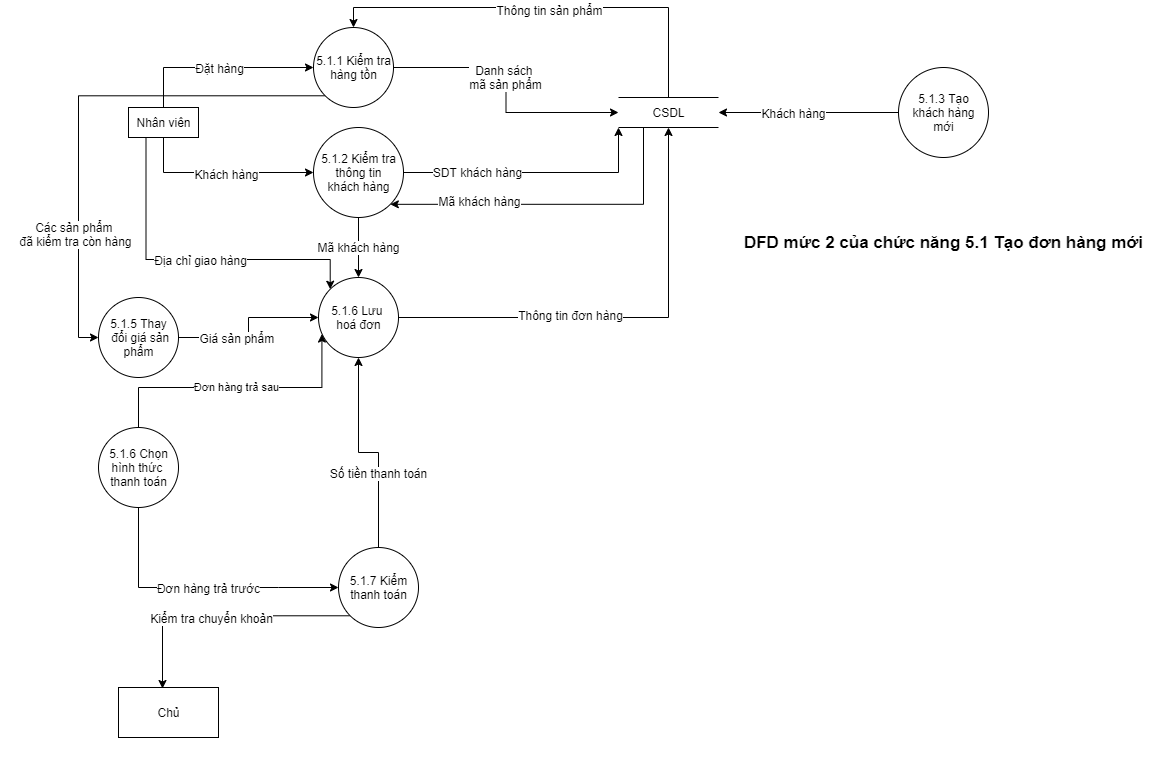 Thông tin sản phẩm
5.1.1 Kiểm tra
hàng tồn
Đặt hàng
Danh sách
mã sản phẩm
Nhân viên
CSDL
Khách hàng
5.1.3 Tạo
khách hàng
mới
5.1.2 Kiểm tra
thông tin
khách hàng
Khách hàng
SDT khách hàng
Mã khách hàng
Các sản phẩm
đã kiểm tra còn hàng
Mã khách hàng
DFD mức 2 của chức năng 5.1 Tạo đơn hàng mới
Địa chỉ giao hàng
5.1.5 Thay
đổi giá sản
phẩm
Giá sản phẩm
5.1.6 Lưu
hoá đơn
Thông tin đơn hàng
Đơn hàng trả sau
5.1.6 Chọn
hình thức
thanh toán
Số tiền thanh toán
Đơn hàng trả trước
5.1.7 Kiểm
thanh toán
Kiểm tra chuyển khoản
Chủ